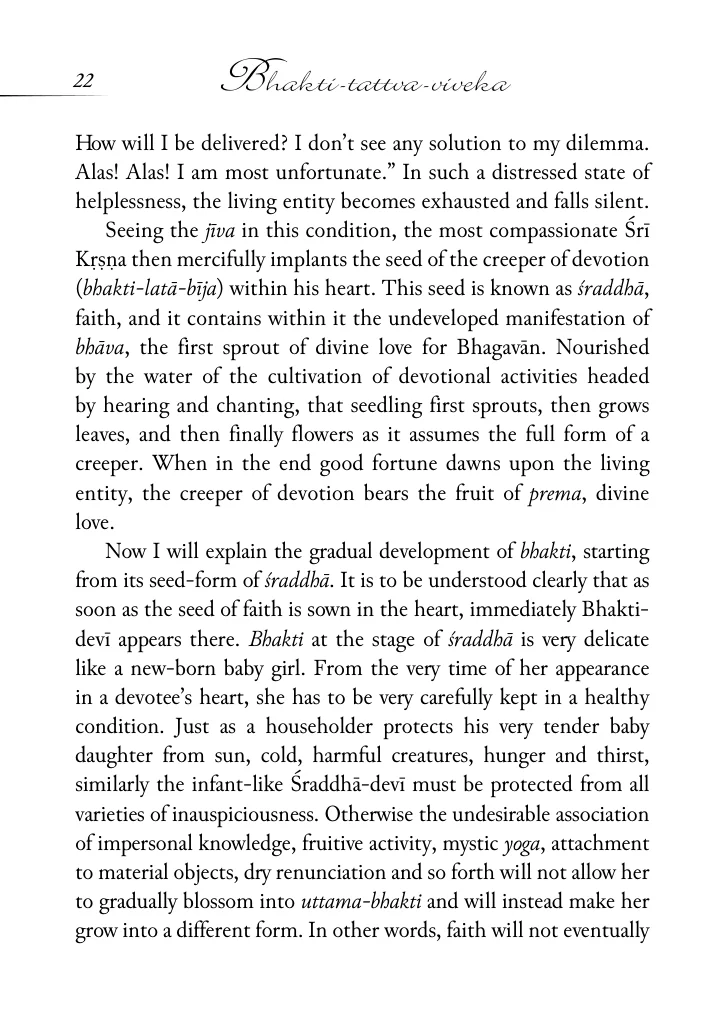 22
Bhakti-tattva-viveka
How will I be delivered? I don’t see any solution to my dilemma.
Alas! Alas! I am most unfortunate.” In such a distressed state of
helplessness, the living entity becomes exhausted and falls silent.
Seeing the jīva in this condition, the most compassionate Śrī
Kṛṣṇa then mercifully implants the seed of the creeper of devotion
(bhakti-latā-bīja) within his heart. This seed is known as śraddhā,
faith, and it contains within it the undeveloped manifestation of
bhāva, the first sprout of divine love for Bhagavān. Nourished
by the water of the cultivation of devotional activities headed
by hearing and chanting, that seedling first sprouts, then grows
leaves, and then finally flowers as it assumes the full form of a
creeper. When in the end good fortune dawns upon the living
entity, the creeper of devotion bears the fruit of prema, divine
love.
Now I will explain the gradual development of bhakti, starting
from its seed-form of śraddhā. It is to be understood clearly that as
soon as the seed of faith is sown in the heart, immediately Bhakti-
devī appears there. Bhakti at the stage of śraddhā is very delicate
like a new-born baby girl. From the very time of her appearance
in a devotee’s heart, she has to be very carefully kept in a healthy
condition. Just as a householder protects his very tender baby
daughter from sun, cold, harmful creatures, hunger and thirst,
similarly the infant-like Śraddhā-devī must be protected from all
varieties of inauspiciousness. Otherwise the undesirable association
of impersonal knowledge, fruitive activity, mystic yoga, attachment
to material objects, dry renunciation and so forth will not allow her
to gradually blossom into uttama-bhakti and will instead make her
grow into a different form. In other words, faith will not eventually